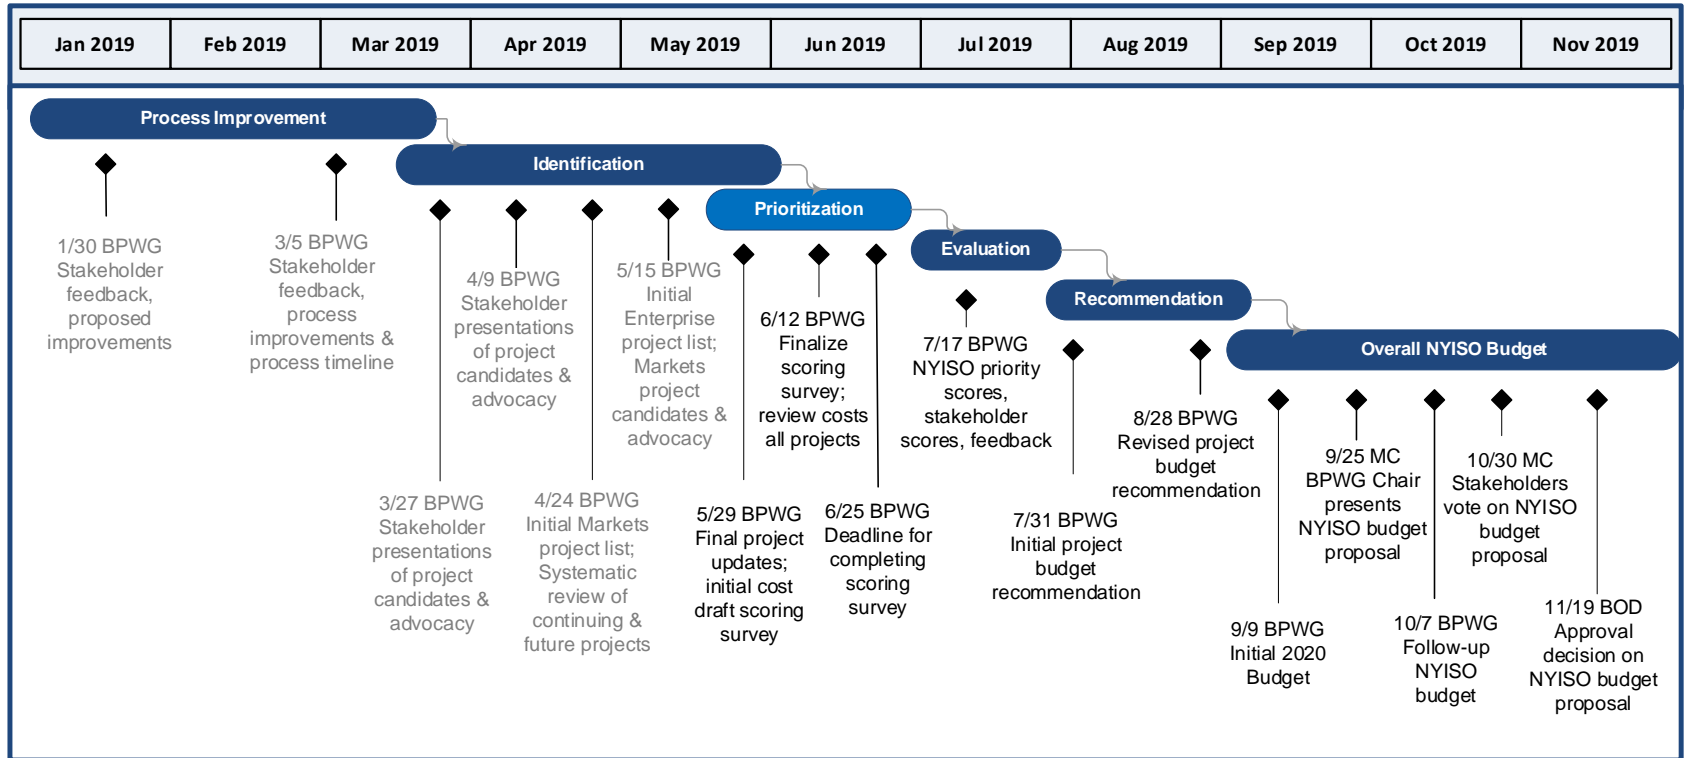 Jan 2019
Feb 2019
Mar 2019
Apr 2019
May 2019
Jun 2019
Jul 2019
Aug 2019
Sep 2019
Oct 2019
Nov 2019
Process Improvement
Identification
Prioritization
Evaluation
Recommendation
Overall NYISO Budget
1/30 BPWG
Stakeholder
feedback,
proposed
improvements
3/5 BPWG
Stakeholder
feedback,
process
improvements &
process timeline
3/27 BPWG
Stakeholder
presentations
of project
candidates &
advocacy
4/9 BPWG
Stakeholder
presentations
of project
candidates &
advocacy
4/24 BPWG
Initial Markets
project list;
Systematic
review of
continuing &
future projects
5/15 BPWG
Initial
Enterprise
project list;
Markets
project
candidates &
advocacy
5/29 BPWG
Final project
updates;
initial cost
draft scoring
survey
6/12 BPWG
Finalize
scoring
survey;
review costs
all projects
6/25 BPWG
Deadline for
completing
scoring
survey
7/17 BPWG
NYISO priority
scores,
stakeholder
scores, feedback
7/31 BPWG
Initial project
budget
recommendation
8/28 BPWG
Revised project
budget
recommendation
9/9 BPWG
Initial 2020
Budget
9/25 MC
BPWG Chair
presents
NYISO budget
proposal
10/7 BPWG
Follow-up
NYISO
budget
10/30 MC
Stakeholders
vote on NYISO
budget
proposal
11/19 BOD
Approval
decision on
NYISO budget
proposal